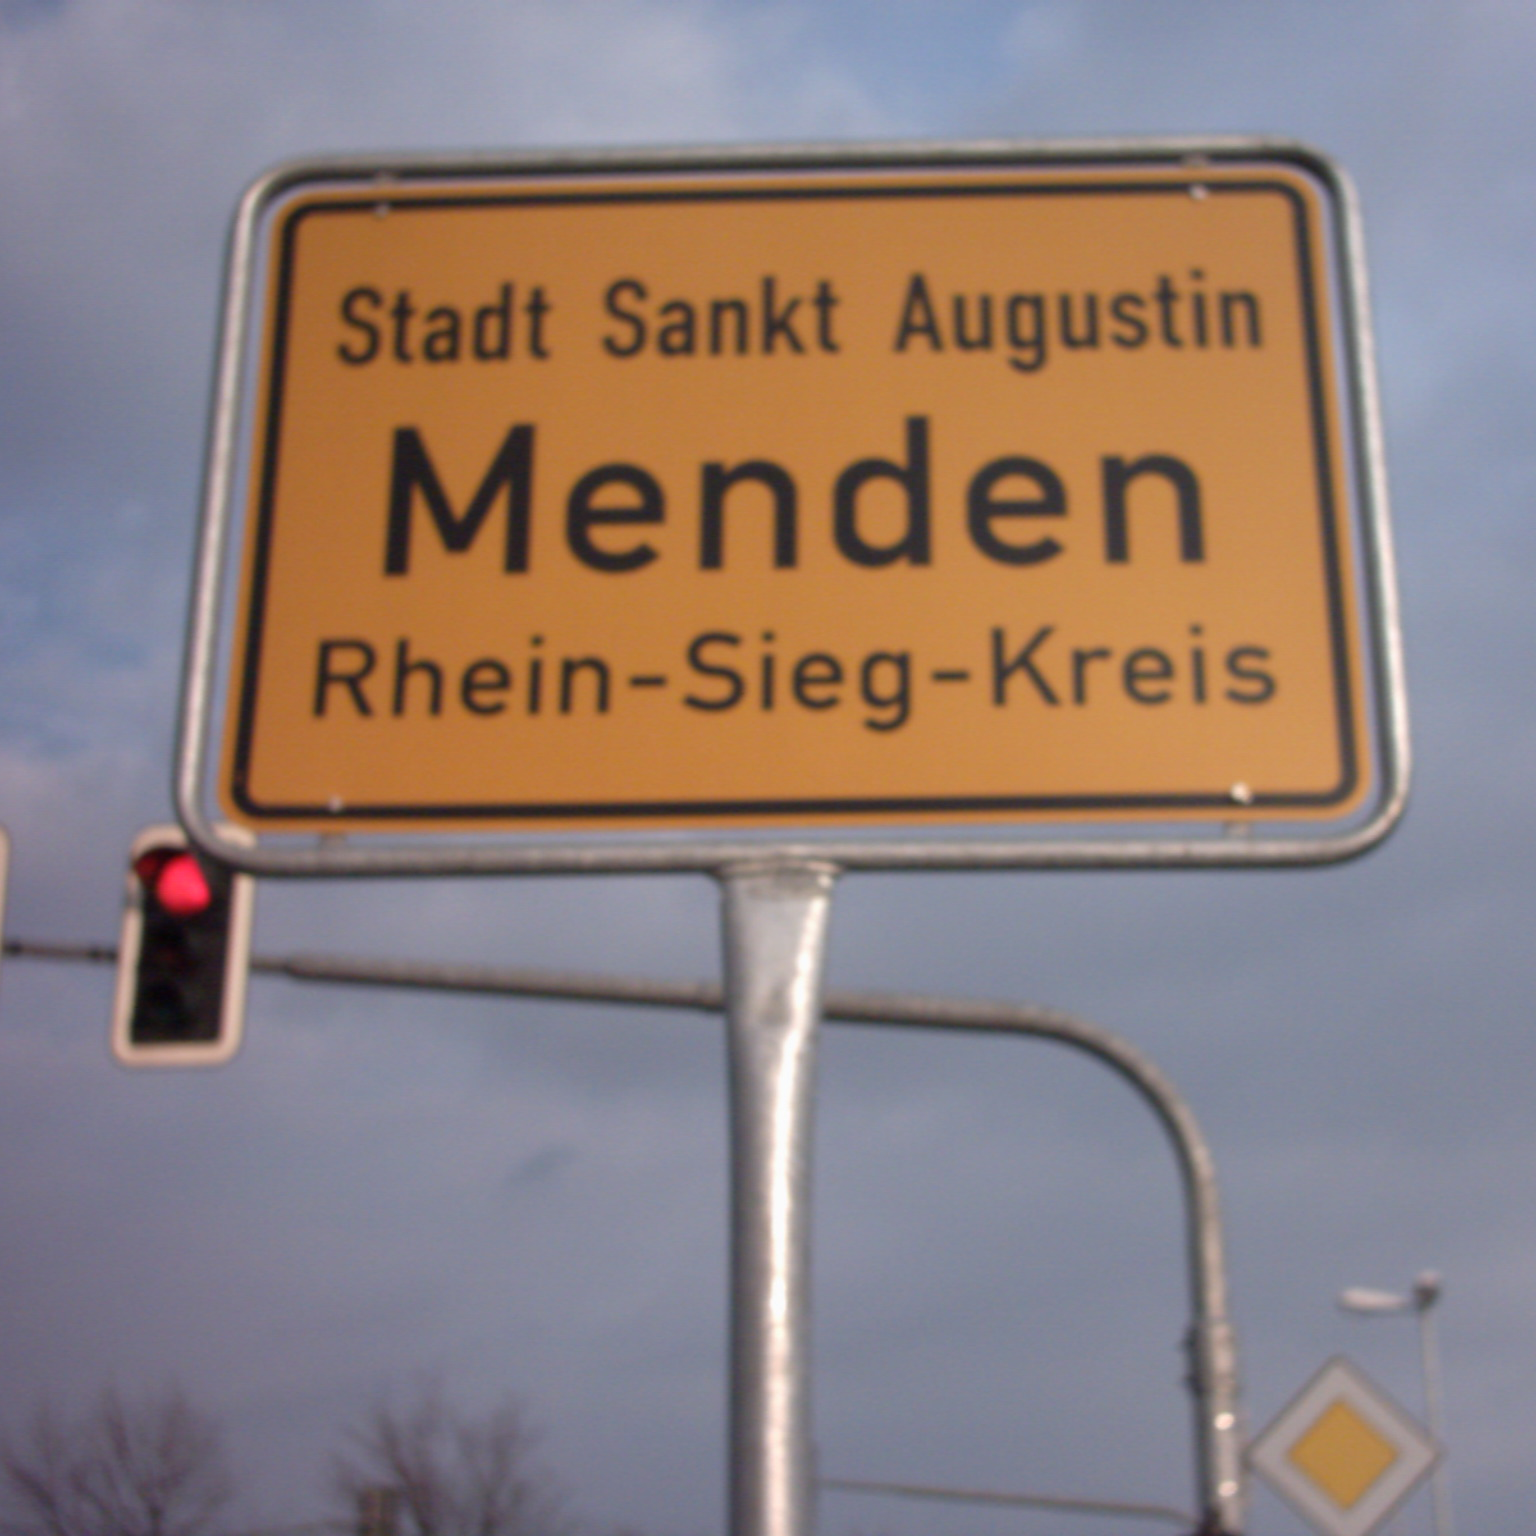 Stadt Sankt Augustin
Menden
Rhein-Sieg-Kreis